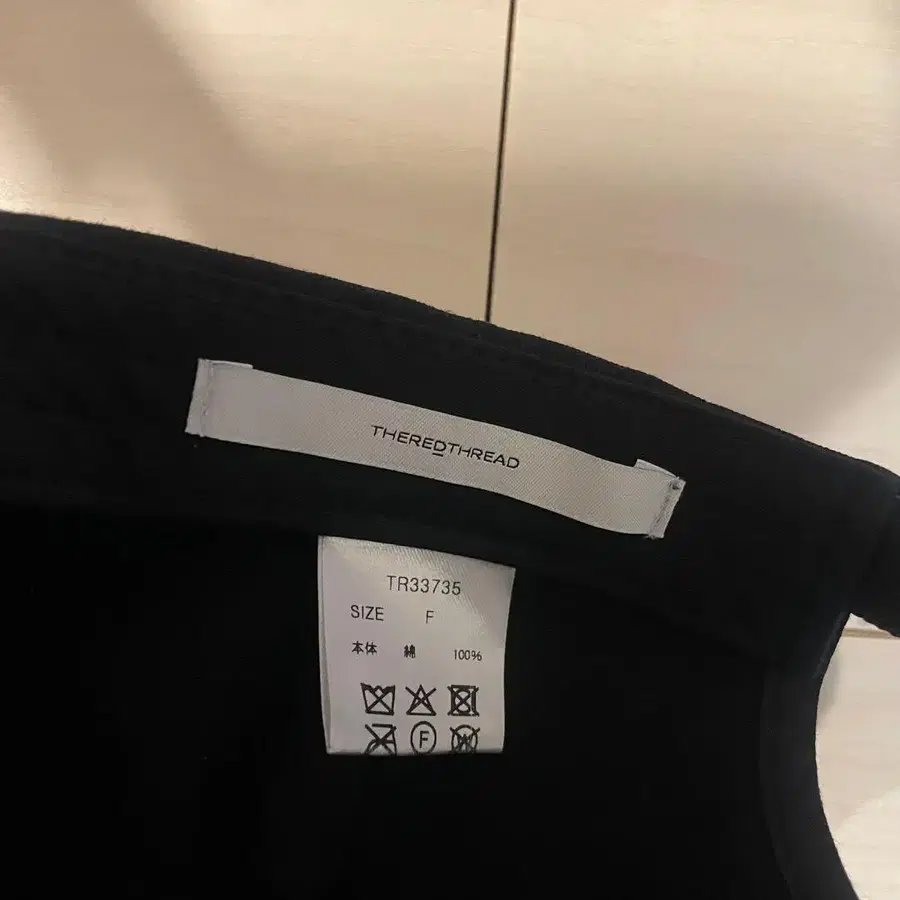 THEREDTHREAD
TR33735
SIZE F
本体 綿 100%
F
W